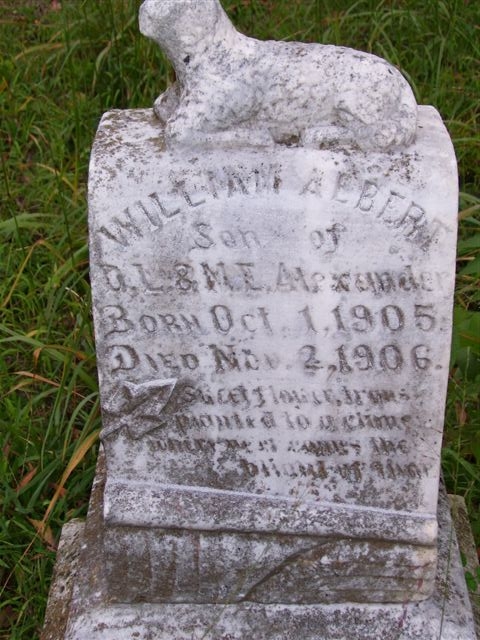 WILLIAM ALBERT
Son of
J.L. & M.E. Alexander
BORN Oct. 1, 1905.
DIED Nov. 2, 1906.
Sweet flower, trans-
planted to a clime
where never comes the
blight of time